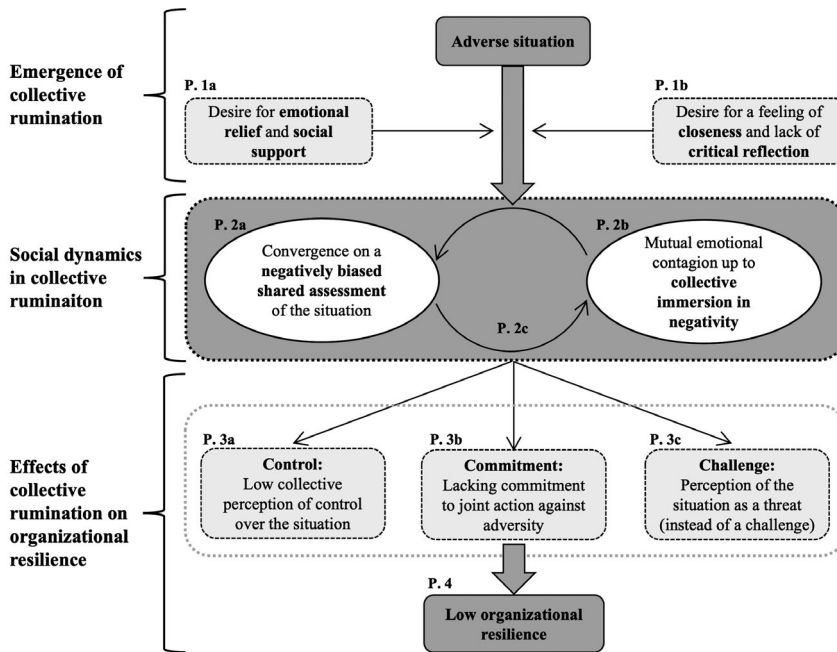 Adverse situation
Emergence of
collective
rumination
P. 1a
Desire for emotional
relief and social
support
P. 1b
Desire for a feeling of
closeness and lack of
critical reflection
Social dynamics
in collective
ruminaiton
P. 2a
Convergence on a
negatively biased
shared assessment
of the situation
P. 2b
Mutual emotional
contagion up to
collective
immersion in
negativity
P. 2c
Effects of
collective
rumination on
organizational
resilience
P. 3a
Control:
Low collective
perception of control
over the situation
P. 3b
Commitment:
Lacking commitment
to joint action against
adversity
P. 3c
Challenge:
Perception of the
situation as a threat
(instead of a challenge)
P. 4
Low organizational
resilience